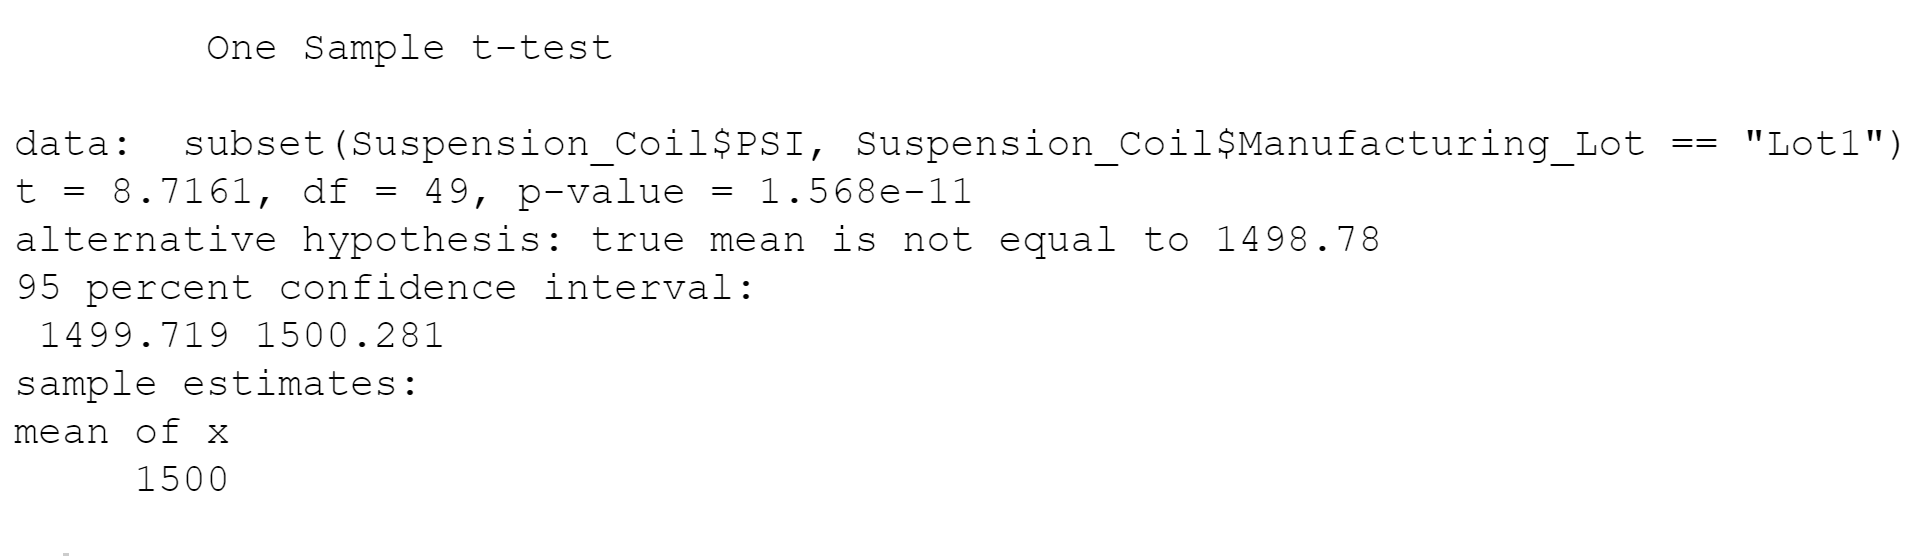 One Sample t-test
data:  subset(Suspension_Coil$PSI, Suspension_Coil$Manufacturing_Lot == "Lot1")
t = 8.7161, df = 49, p-value = 1.568e-11
alternative hypothesis: true mean is not equal to 1498.78
95 percent confidence interval:
1499.719 1500.281
sample estimates:
mean of x
1500